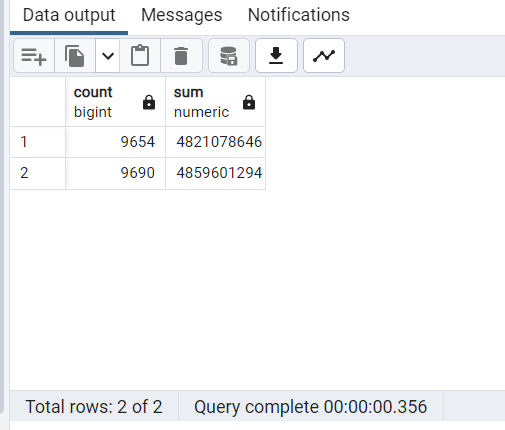 Data output Messages Notifications
count sum
bigint numeric
1 9654 4821078646
2 9690 4859601294
Total rows: 2 of 2 Query complete 00:00:00.356